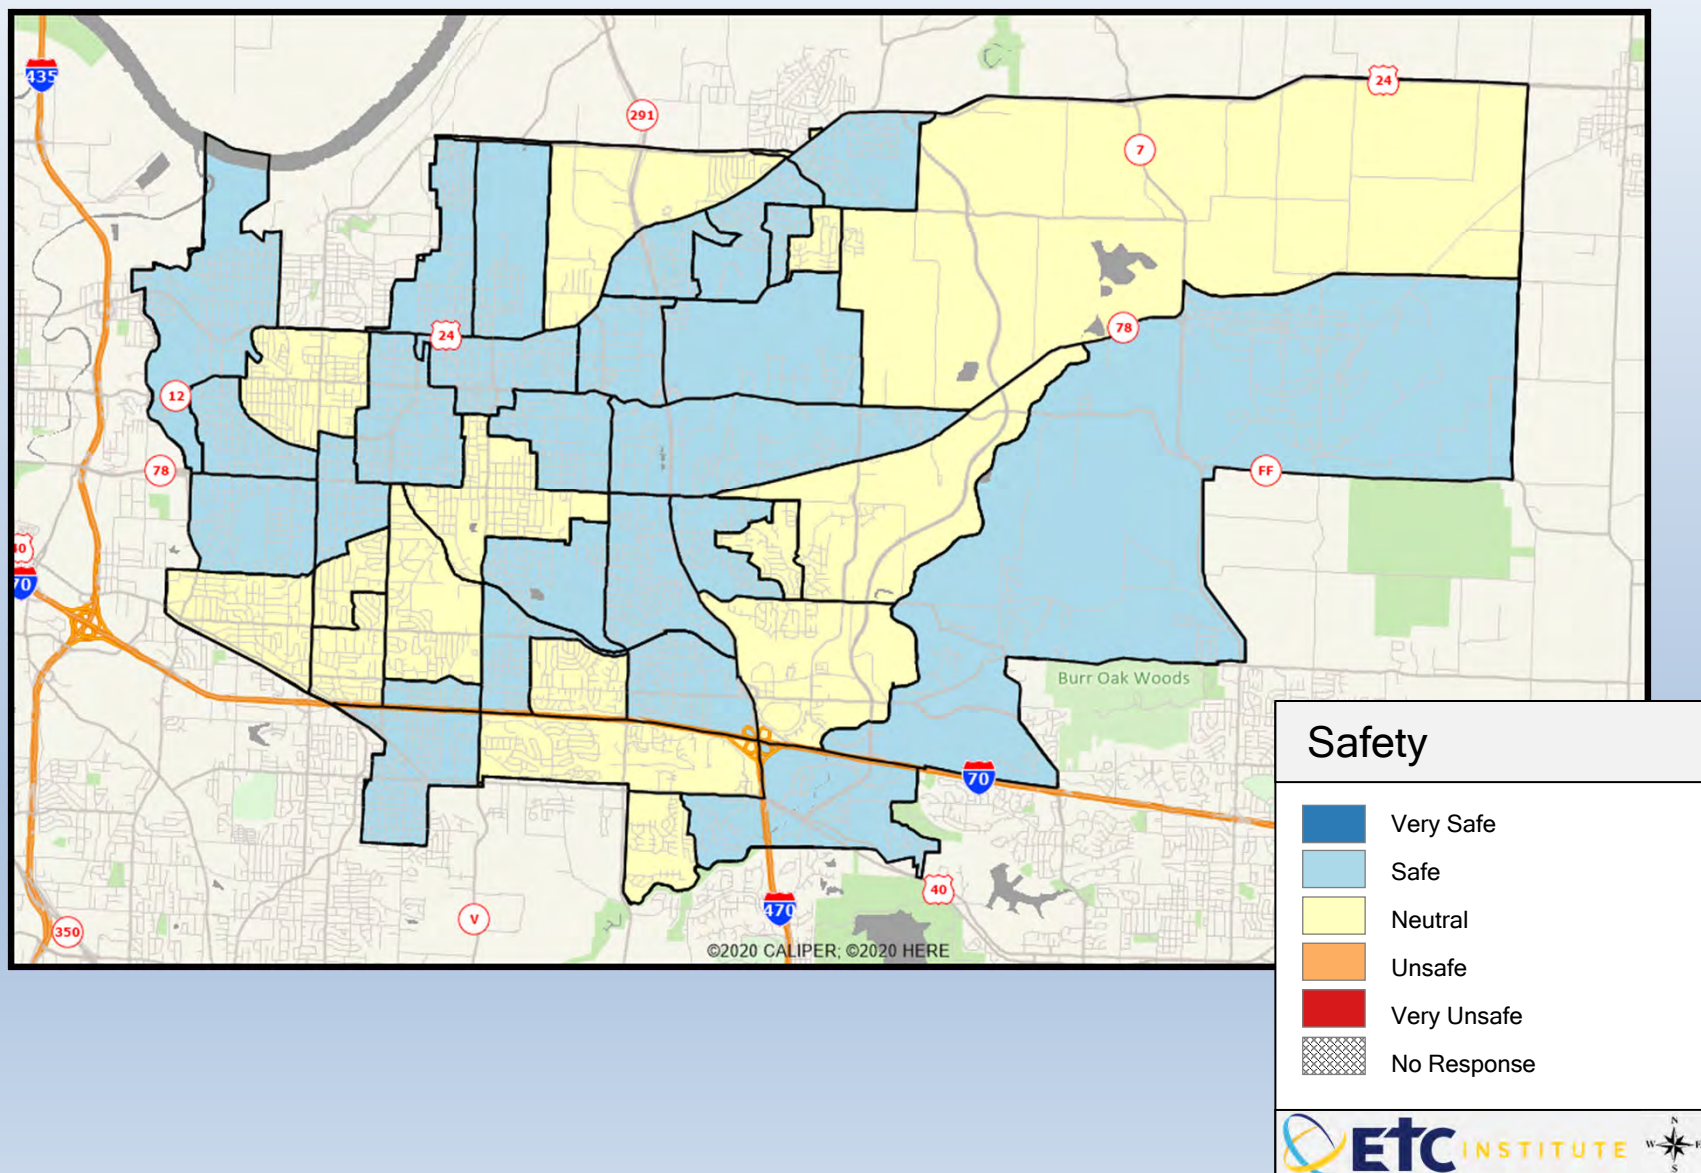 435
24
291
7
24
78
12
78
FF
40
70
Burr Oak Woods
70
40
470
V
350
©2020 CALIPER; ©2020 HERE
Safety
Very Safe
Safe
Neutral
Unsafe
Very Unsafe
No Response
ETC INSTITUTE
N
W E
S